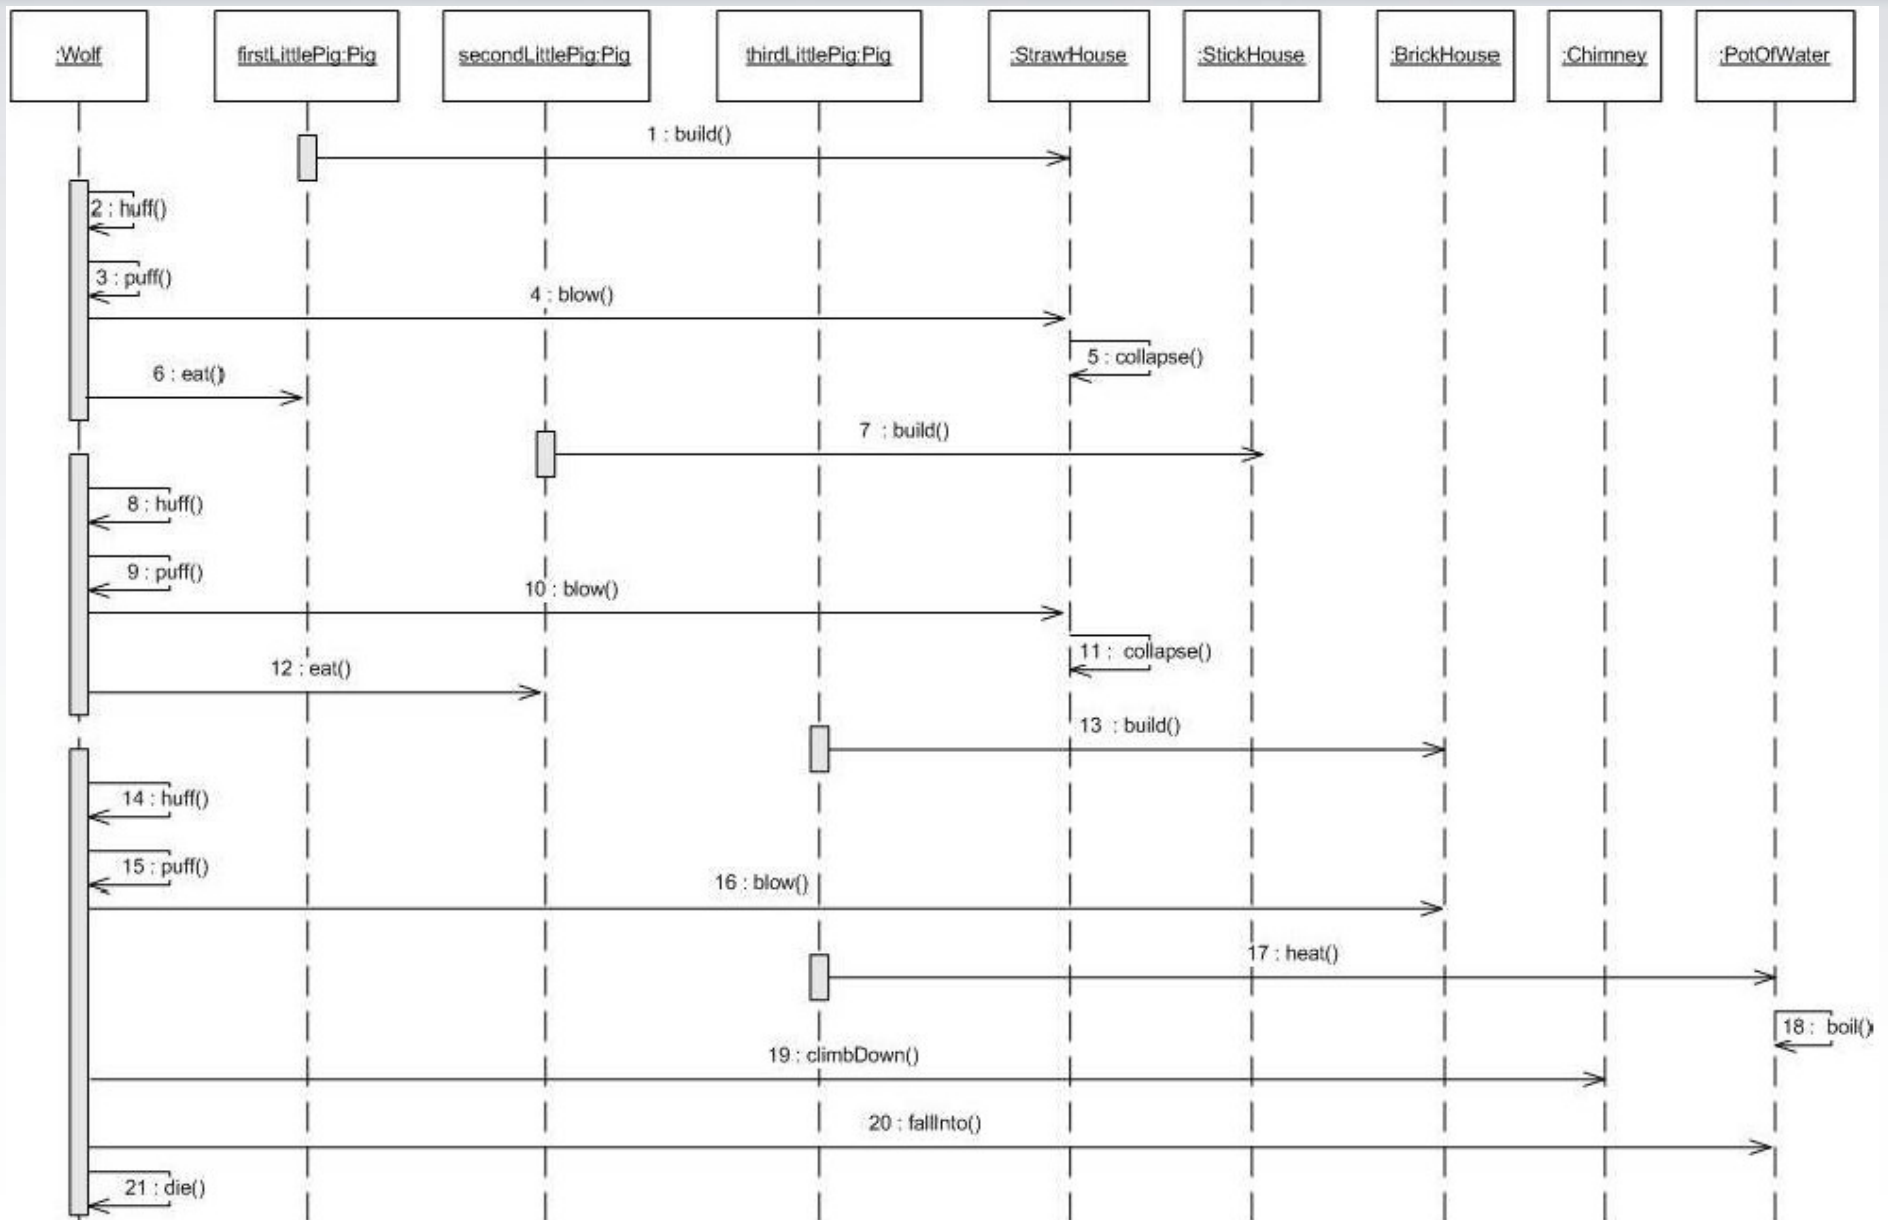 :Wolf
firstLittlePig:Pig
secondLittlePig:Pig
thirdLittlePig:Pig
:StrawHouse
:StickHouse
:BrickHouse
:Chimney
:PotOfWater
1 : build()
2 : huff()
3 : puff()
4 : blow()
5 : collapse()
6 : eat()
7 : build()
8 : huff()
9 : puff()
10 : blow()
11 : collapse()
12 : eat()
13 : build()
14 : huff()
15 : puff()
16 : blow()
17 : heat()
18 : boil()
19 : climbDown()
20 : fallInto()
21 : die()